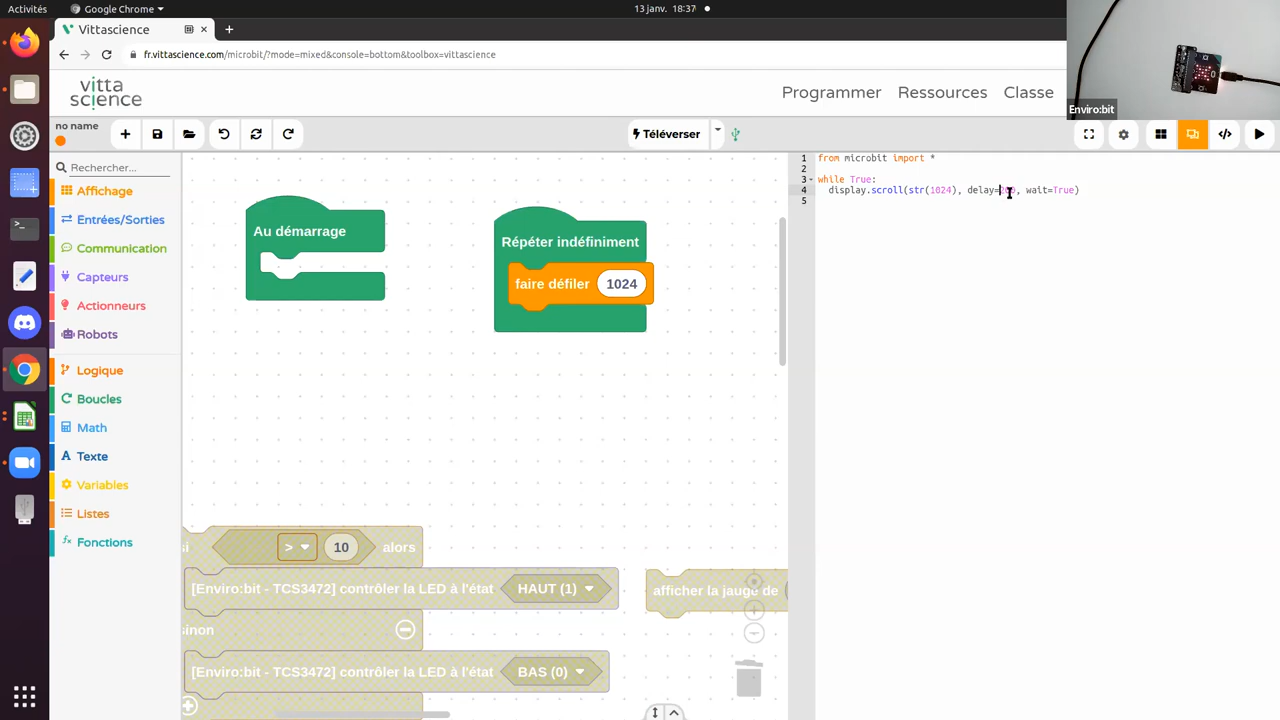 Activités
Google Chrome
13 janv. 18:37
Vittascience
fr.vittascience.com/microbit/?mode=mixed&console=bottom&toolbox=vittascience
Enviro:bit
vitta
science
Programmer
Ressources
Classe
no name
Téléverser
Rechercher...
Affichage
Entrées/Sorties
Communication
Capteurs
Actionneurs
Robots
Logique
Boucles
Math
Texte
Variables
Listes
Fonctions
Au démarrage
Répéter indéfiniment
faire défiler 1024
si > 10 alors
[Enviro:bit - TCS3472] contrôler la LED à l'état HAUT (1)
sinon
[Enviro:bit - TCS3472] contrôler la LED à l'état BAS (0)
afficher la jauge de
1 from microbit import *
2
3 while True:
4 display.scroll(str(1024), delay= , wait=True)
5